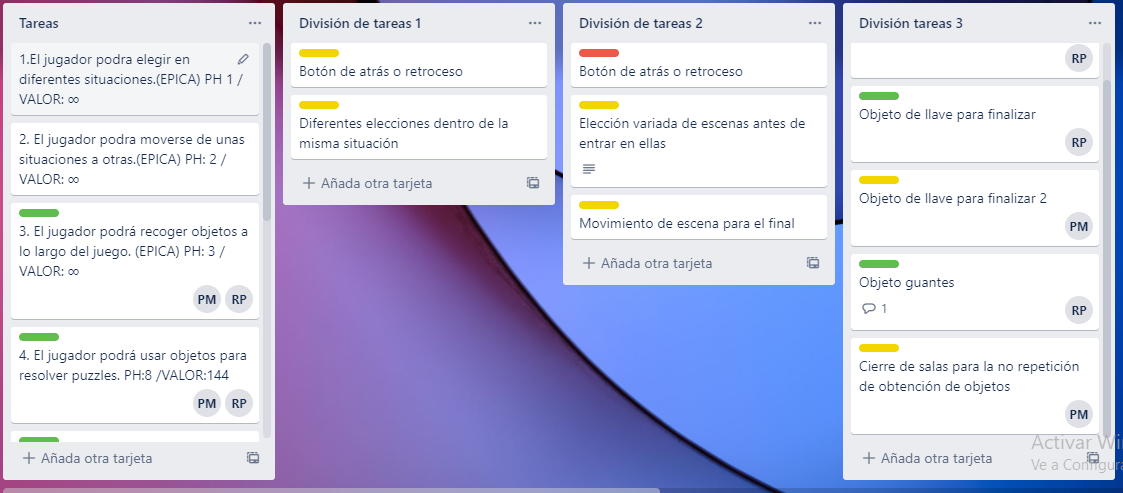 Tareas
1.El jugador podra elegir en
diferentes situaciones.(EPICA) PH 1 /
VALOR: ∞
2. El jugador podra moverse de unas
situaciones a otras.(EPICA) PH: 2 /
VALOR: ∞
3. El jugador podrá recoger objetos a
lo largo del juego. (EPICA) PH: 3 /
VALOR: ∞
PM RP
4. El jugador podrá usar objetos para
resolver puzzles. PH:8 /VALOR:144
PM RP
Añada otra tarjeta
División de tareas 1
Botón de atrás o retroceso
Diferentes elecciones dentro de la
misma situación
Añada otra tarjeta
División de tareas 2
Botón de atrás o retroceso
Elección variada de escenas antes de
entrar en ellas
Movimiento de escena para el final
Añada otra tarjeta
División tareas 3
RP
Objeto de llave para finalizar
RP
Objeto de llave para finalizar 2
PM
Objeto guantes
1
RP
Cierre de salas para la no repetición
de obtención de objetos
PM
Añada otra tarjeta
Activar Win
Ve a Configura